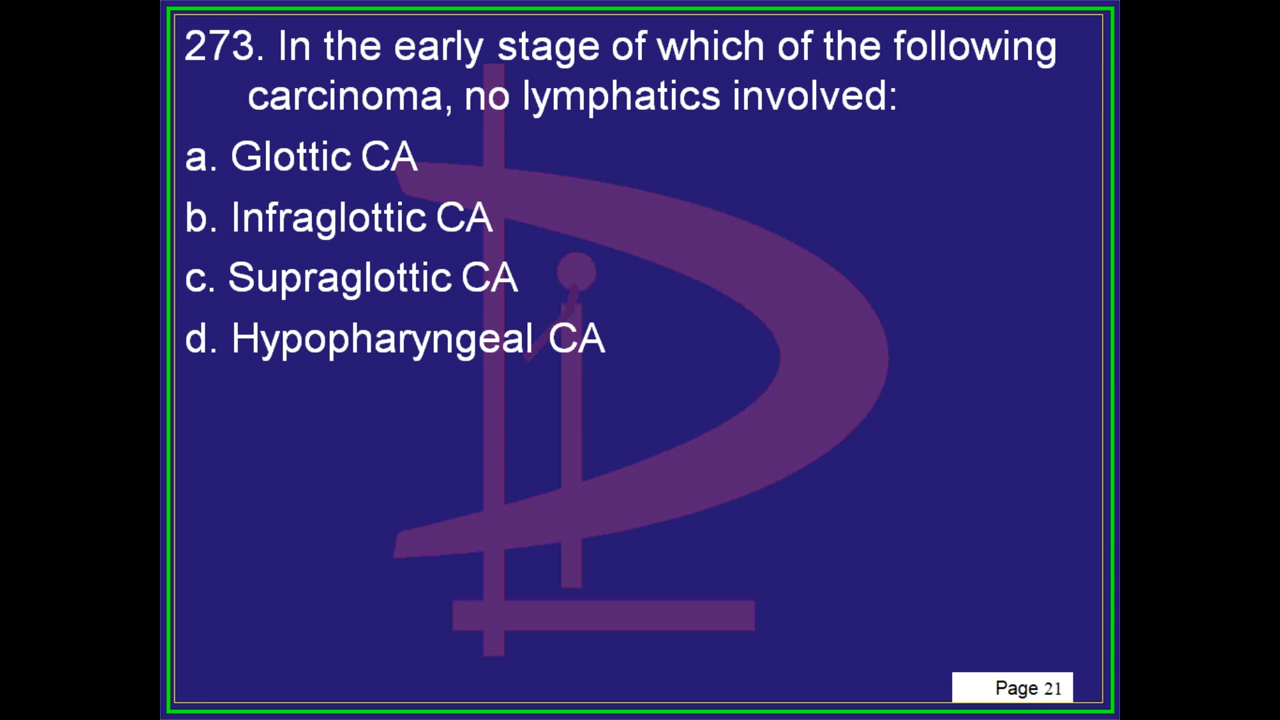 273. In the early stage of which of the following
carcinoma, no lymphatics involved:
a. Glottic CA
b. Infraglottic CA
c. Supraglottic CA
d. Hypopharyngeal CA
Page 21